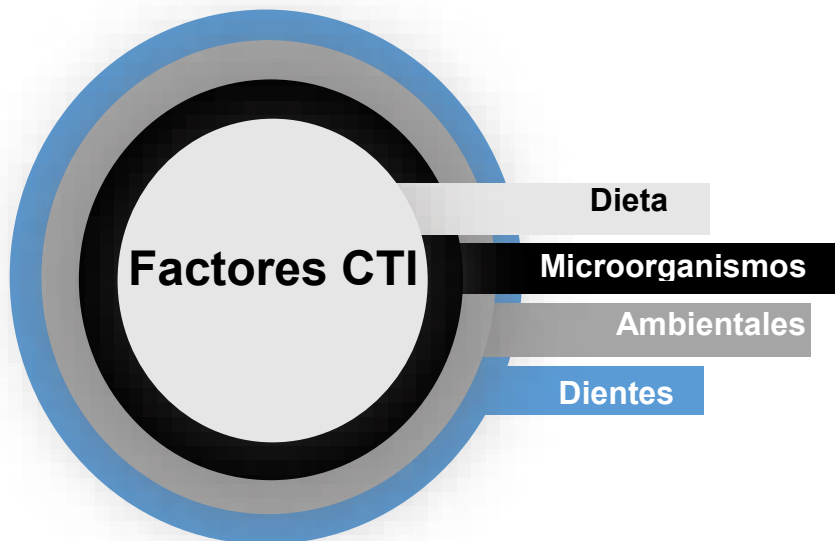 Factores CTI
Dieta
Microorganismos
Ambientales
Dientes